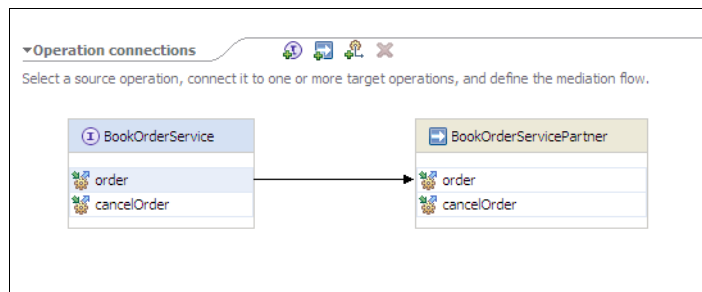 Operation connections
Select a source operation, connect it to one or more target operations, and define the mediation flow.
BookOrderService
BookOrderServicePartner
order
order
cancelOrder
cancelOrder